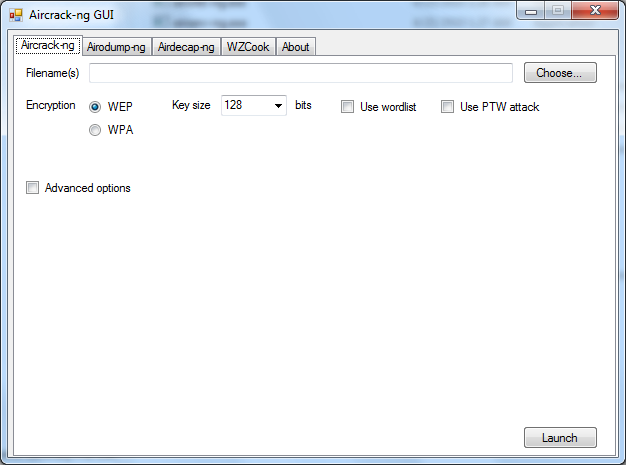 Aircrack-ng GUI
Aircrack-ng Airodump-ng Airdecap-ng WZCook About
Filename(s) Choose...
Encryption WEP Key size 128 bits Use wordlist Use PTW attack
WPA
Advanced options
Launch